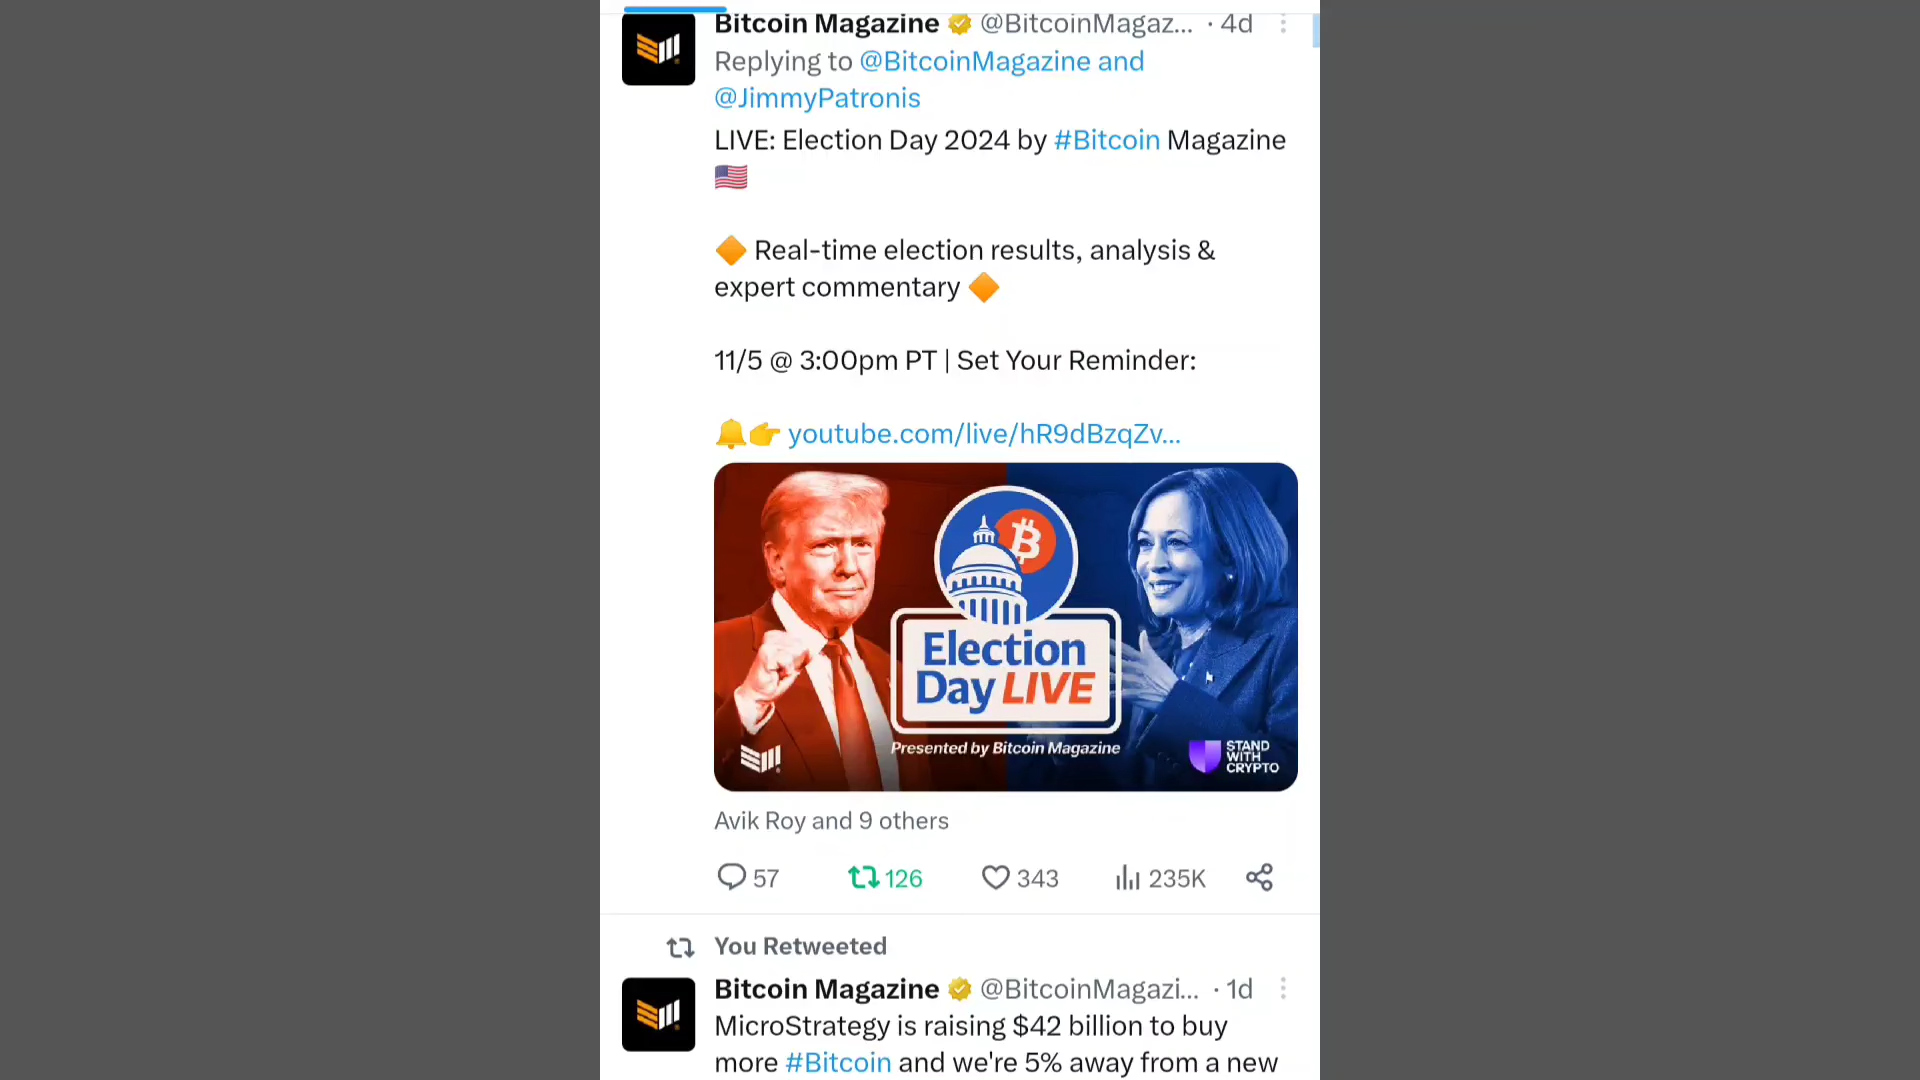 Bitcoin Magazine @BitcoinMagaz... · 4d
Replying to @BitcoinMagazine and
@JimmyPatronis
LIVE: Election Day 2024 by #Bitcoin Magazine
🇺🇸
🔶 Real-time election results, analysis &
expert commentary 🔶
11/5 @ 3:00pm PT | Set Your Reminder:
🔔👉 youtube.com/live/hR9dBzqZv...
Election
Day LIVE
Presented by Bitcoin Magazine
STAND
WITH
CRYPTO
Avik Roy and 9 others
57 126 343 235K
You Retweeted
Bitcoin Magazine @BitcoinMagazi... · 1d
MicroStrategy is raising $42 billion to buy
more #Bitcoin and we're 5% away from a new